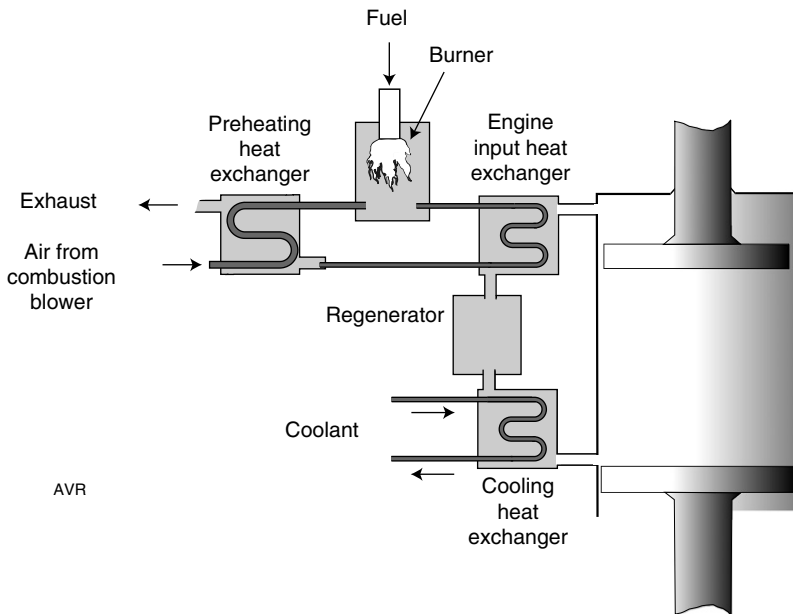 Fuel
Burner
Preheating
heat
exchanger
Engine
input heat
exchanger
Exhaust
Air from
combustion
blower
Regenerator
Coolant
AVR
Cooling
heat
exchanger